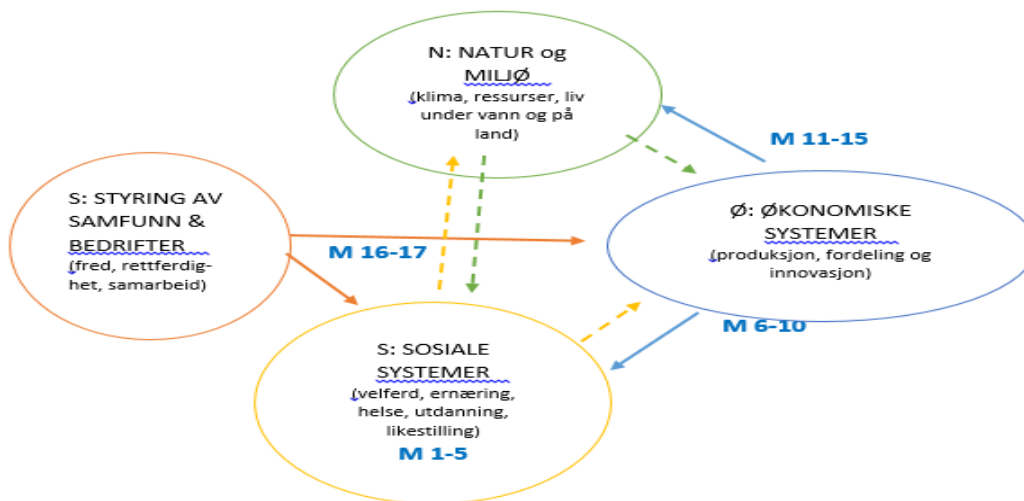 N: NATUR og
MILJØ
(klima, ressurser, liv
under vann og på
land)
M 11-15
S: STYRING AV
SAMFUNN &
BEDRIFTER
(fred, rettferdig-
het, samarbeid)
M 16-17
Ø: ØKONOMISKE
SYSTEMER
(produksjon, fordeling og
innovasjon)
M 6-10
S: SOSIALE
SYSTEMER
(velferd, ernæring,
helse, utdanning,
likestilling)
M 1-5